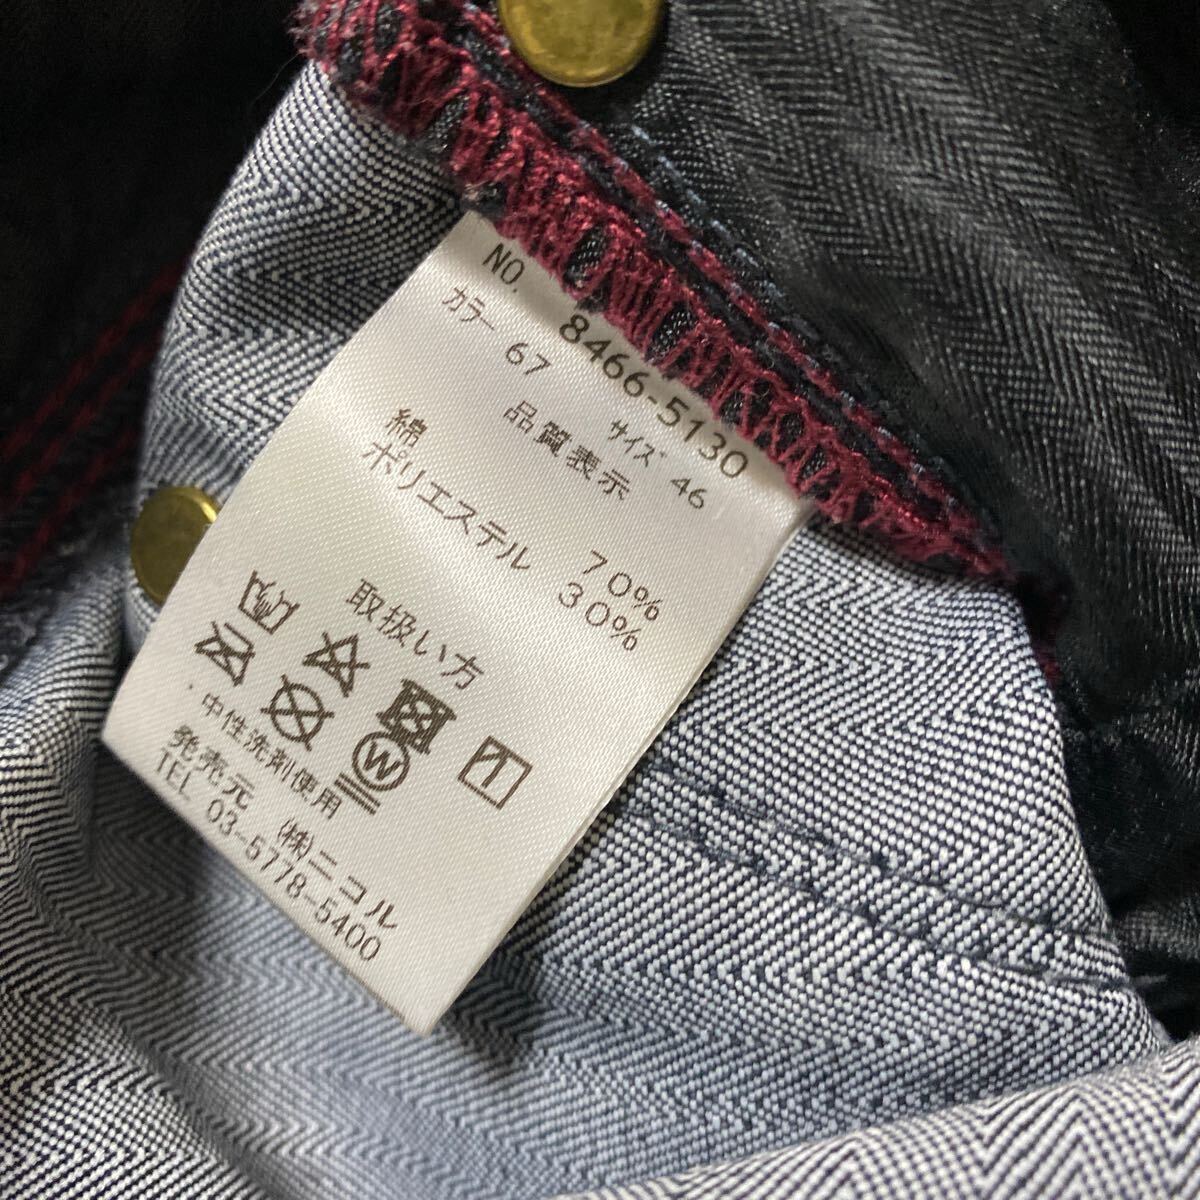 NO. 8466-5130
カラー 67 サイズ 46
品質表示
綿 70%
ポリエステル 30%
取扱い方
W
中性洗剤使用
発売元 (株)ニコル
TEL 03-5778-5400